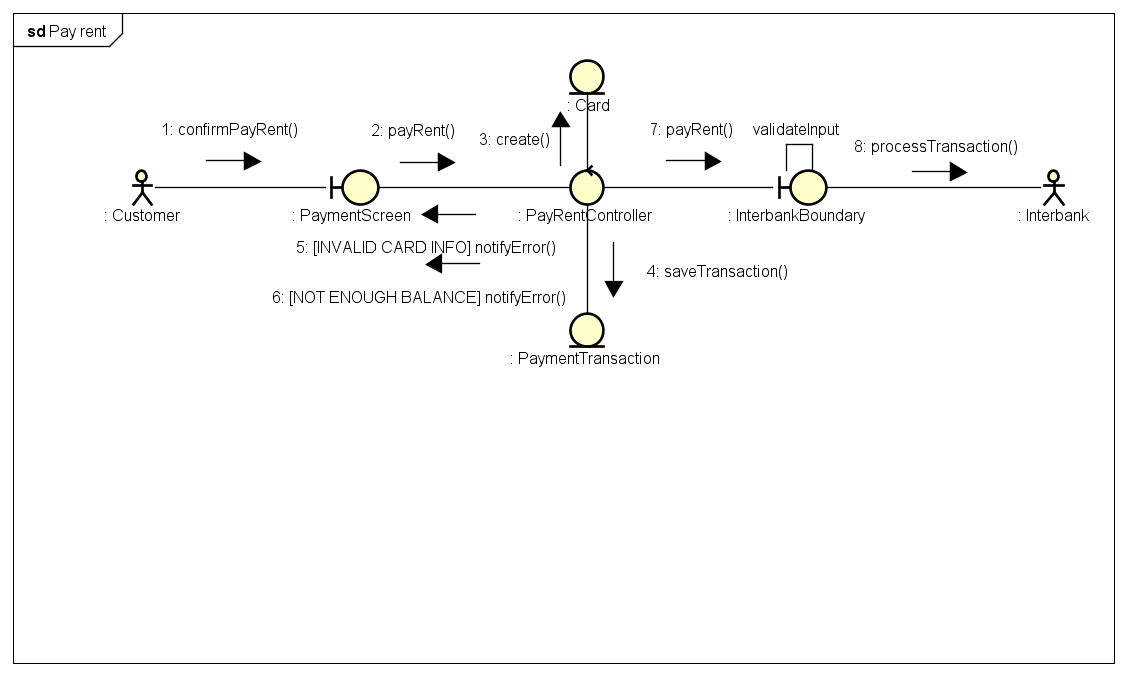 sd Pay rent
: Card
1: confirmPayRent()
2: payRent()
3: create()
7: payRent()
validateInput
8: processTransaction()
: Customer
: PaymentScreen
: PayRentController
: InterbankBoundary
: Interbank
5: [INVALID CARD INFO] notifyError()
4: saveTransaction()
6: [NOT ENOUGH BALANCE] notifyError()
: PaymentTransaction